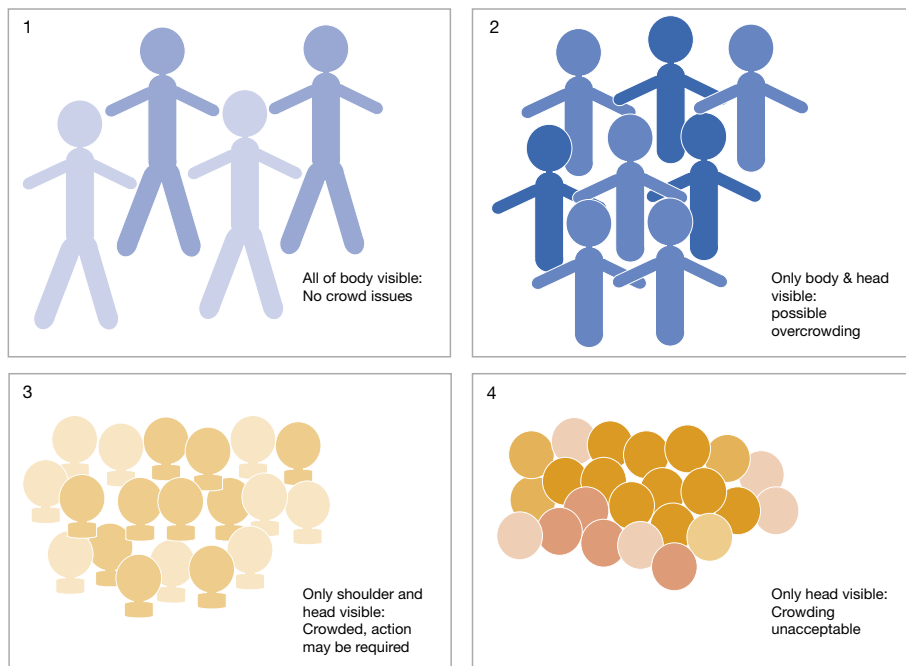 1
All of body visible:
No crowd issues
2
Only body & head
visible:
possible
overcrowding
3
Only shoulder and
head visible:
Crowded, action
may be required
4
Only head visible:
Crowding
unacceptable